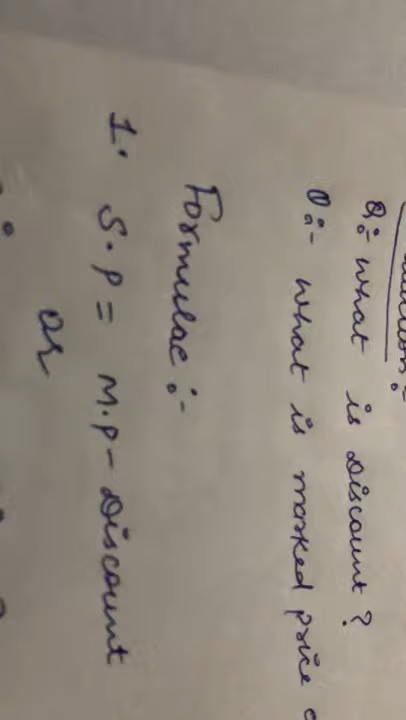 Q:- what is Discount?
Q:- what is marked price
Formulae:-
1. S.P = M.P - Discount
or